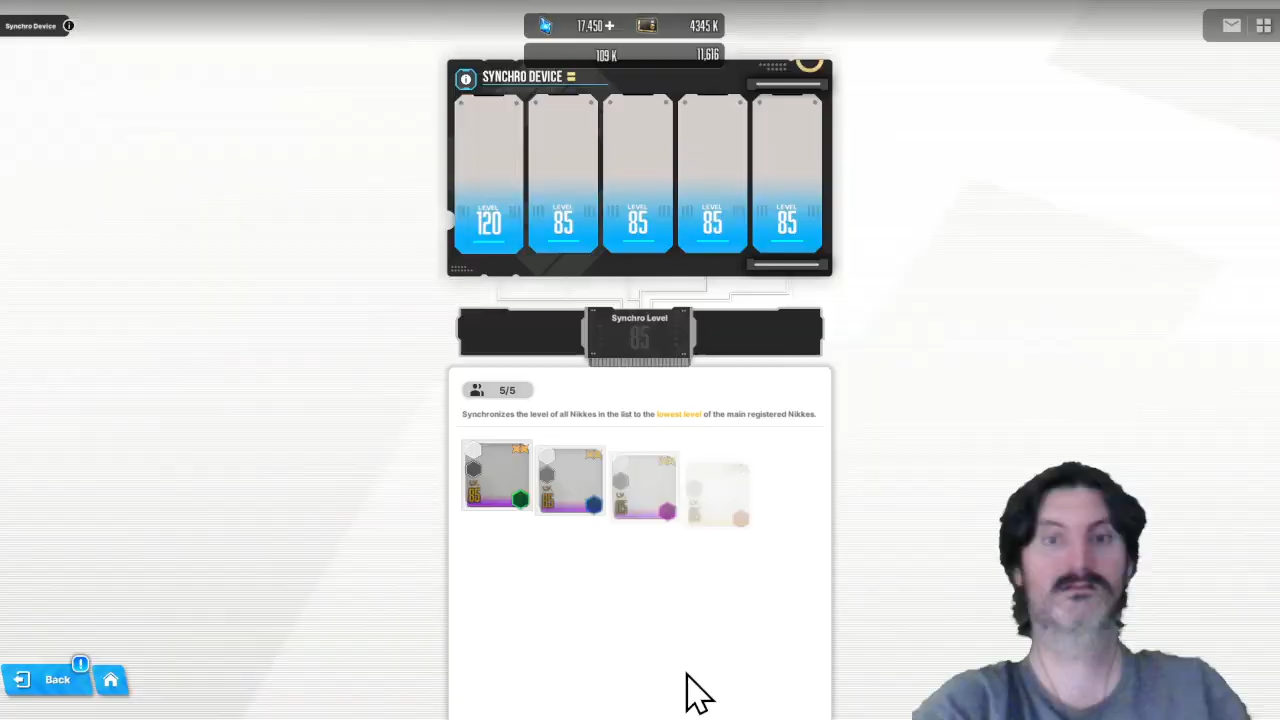 Synchro Device
17,450
4345 K
109 K
11,616
SYNCHRO DEVICE
LEVEL
120
LEVEL
85
LEVEL
85
LEVEL
85
LEVEL
85
Synchro Level
85
5/5
Synchronizes the level of all Nikkes in the list to the lowest level of the main registered Nikkes.
85
Back